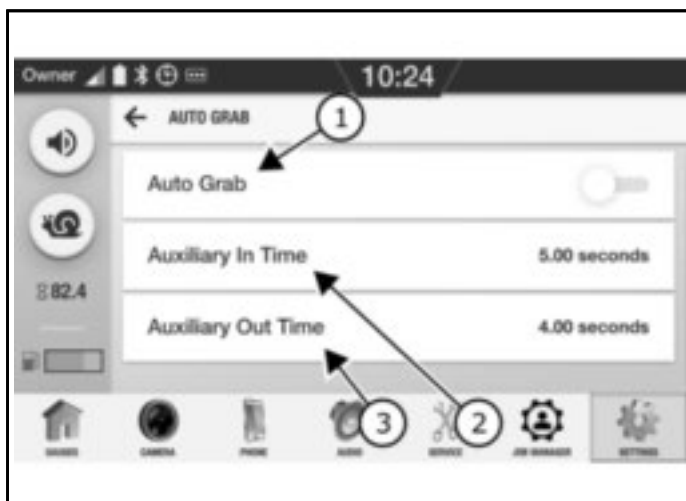 Owner 10:24
1
AUTO GRAB
Auto Grab
Auxiliary In Time 5.00 seconds
82.4
Auxiliary Out Time 4.00 seconds
3 2
GAUGES CAMERA PHONE AUDIO SERVICE JOB MANAGER SETTINGS